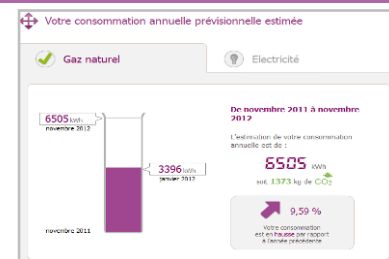 Votre consommation annuelle prévisionnelle estimée
Gaz naturel
Electricité
6505 kWh
novembre 2012
3396 kWh
janvier 2012
novembre 2011
De novembre 2011 à novembre
2012
L'estimation de votre consommation
annuelle est de :
6505 kWh
soit 1373 kg de CO2
9,59 %
Votre consommation
est en hausse par rapport
à l'année précédente